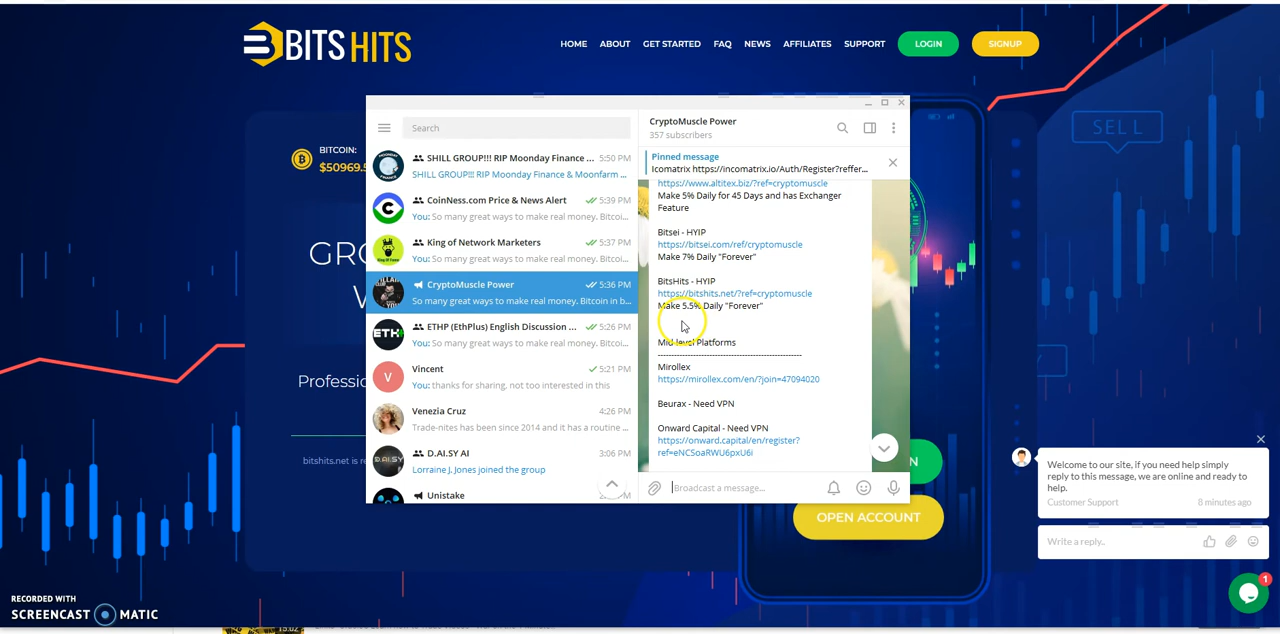 BITS HITS
HOME
ABOUT
GET STARTED
FAQ
NEWS
AFFILIATES
SUPPORT
LOGIN
SIGNUP
BITCOIN:
$50969.5
GRO
W
Professio
bitshits.net is re
Search
SHILL GROUP!!! RIP Moonday Finance ...
5:50 PM
SHILL GROUP!!! RIP Moonday Finance & Moonfarm ...
CoinNess.com Price & News Alert
5:39 PM
You: So many great ways to make real money. Bitcoi...
King of Network Marketers
5:37 PM
You: So many great ways to make real money. Bitcoi...
CryptoMuscle Power
5:36 PM
So many great ways to make real money. Bitcoin in b...
ETHP (EthPlus) English Discussion ...
5:26 PM
You: So many great ways to make real money. Bitcoi...
Vincent
5:21 PM
You: thanks for sharing, not too interested in this
Venezia Cruz
4:26 PM
Trade-nites has been since 2014 and it has a routine ...
D.AI.SY AI
3:06 PM
Lorraine J. Jones joined the group
Unistake
CryptoMuscle Power
357 subscribers
Pinned message
Icomatrix https://incomatrix.io/Auth/Register?reffer...
https://www.altitex.biz/?ref=cryptomuscle
Make 5% Daily for 45 Days and has Exchanger
Feature
Bitsei - HYIP
https://bitsei.com/ref/cryptomuscle
Make 7% Daily "Forever"
BitsHits - HYIP
https://bitshits.net/?ref=cryptomuscle
Make 5.5% Daily "Forever"
Mid-level Platforms
------------------------------------------------
Mirollex
https://mirollex.com/en/?join=47094020
Beurax - Need VPN
Onward Capital - Need VPN
https://onward.capital/en/register?
ref=eNCSoaRWU6pxU6i
Broadcast a message...
SELL
N
OPEN ACCOUNT
Welcome to our site, if you need help simply
reply to this message, we are online and ready to
help.
Customer Support
8 minutes ago
Write a reply..
1
RECORDED WITH
SCREENCAST MATIC
15:02